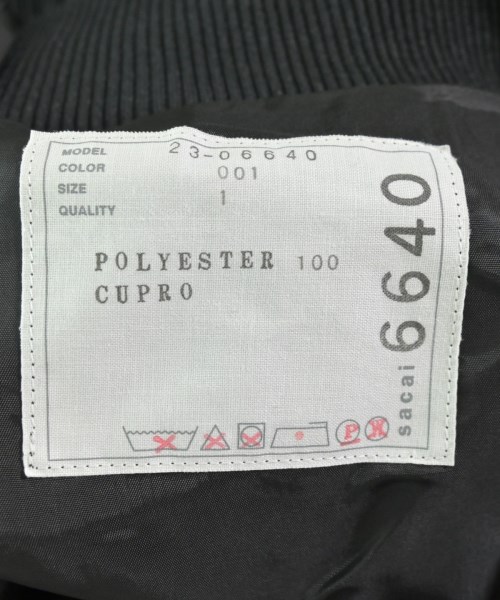 MODEL 23-06640
COLOR 001
SIZE 1
QUALITY
POLYESTER 100
CUPRO
P W
sacai 6640